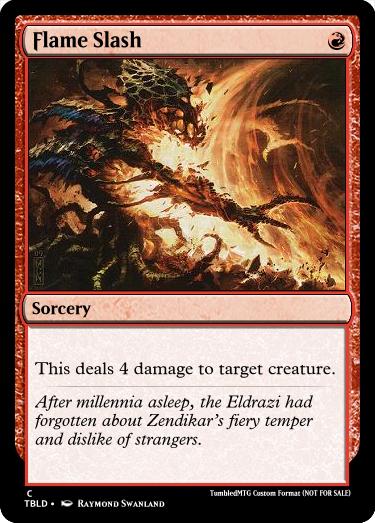 Flame Slash
Sorcery
This deals 4 damage to target creature.
After millennia asleep, the Eldrazi had
forgotten about Zendikar's fiery temper
and dislike of strangers.
C
TBLD • Raymond Swanland
TumbledMTG Custom Format (NOT FOR SALE)